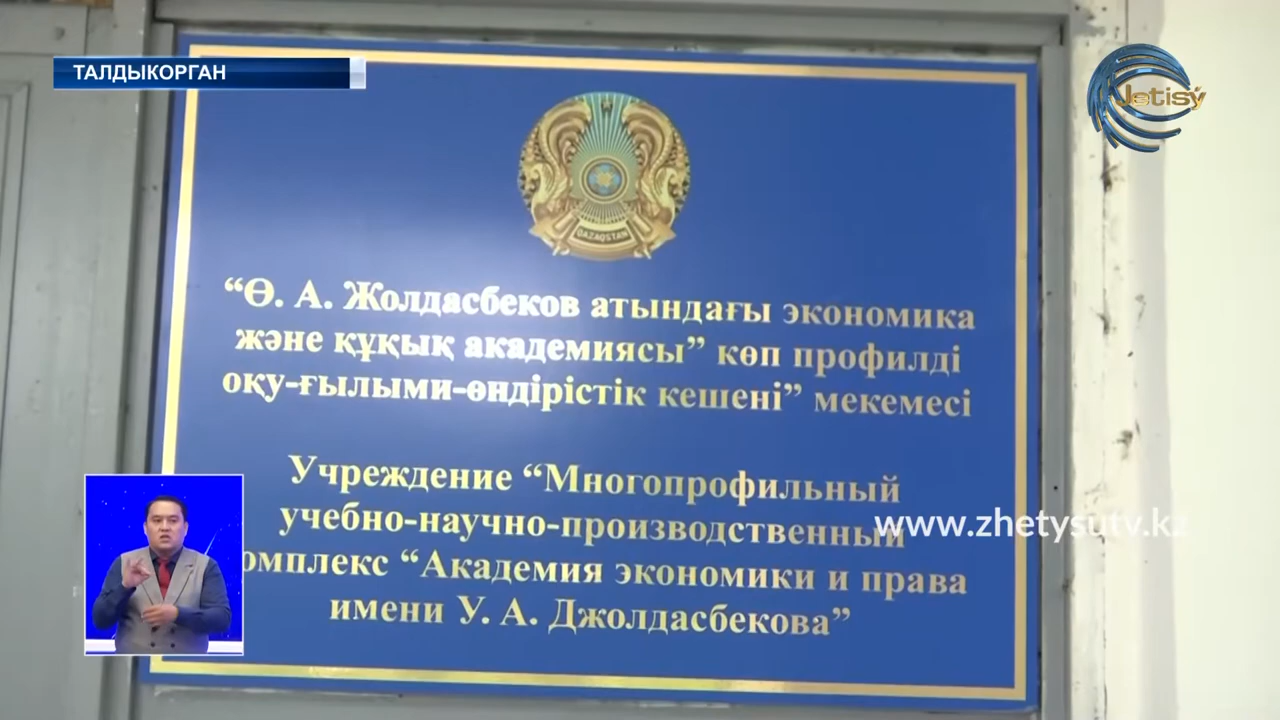 ТАЛДЫКОРГАН
Jetisý
QAZAQSTAN
“Ө. А. Жолдасбеков атындағы экономика
және құқық академиясы” көп профилді
оқу-ғылыми-өндірістік кешені” мекемесі
Учреждение “Многопрофильный
учебно-научно-производственный
омплекс “Академия экономики и права
имени У. А. Джолдасбекова”
www.zhetysutv.kz